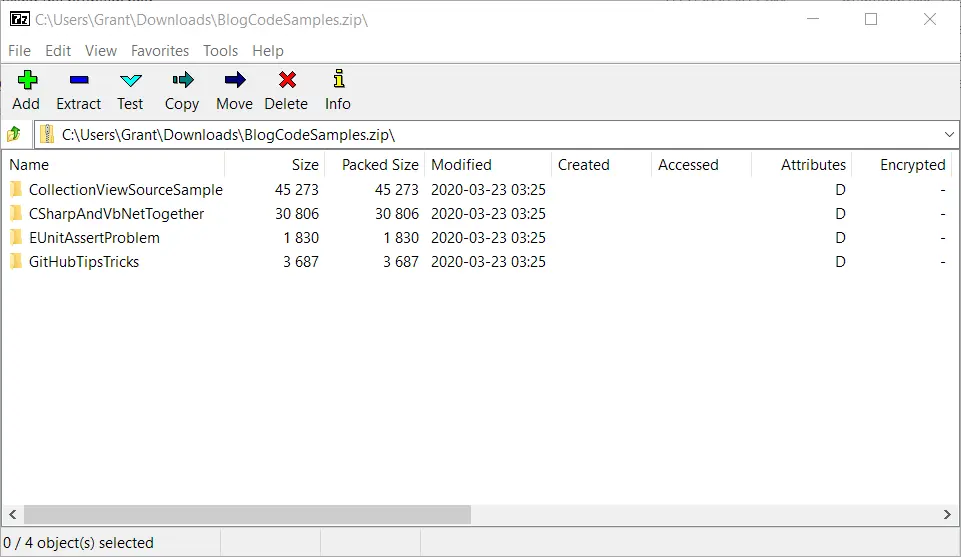 7z C:\Users\Grant\Downloads\BlogCodeSamples.zip\
File Edit View Favorites Tools Help
Add Extract Test Copy Move Delete Info
C:\Users\Grant\Downloads\BlogCodeSamples.zip\
Name Size Packed Size Modified Created Accessed Attributes Encrypted
CollectionViewSourceSample 45 273 45 273 2020-03-23 03:25 D -
CSharpAndVbNetTogether 30 806 30 806 2020-03-23 03:25 D -
EUnitAssertProblem 1 830 1 830 2020-03-23 03:25 D -
GitHubTipsTricks 3 687 3 687 2020-03-23 03:25 D -
0 / 4 object(s) selected